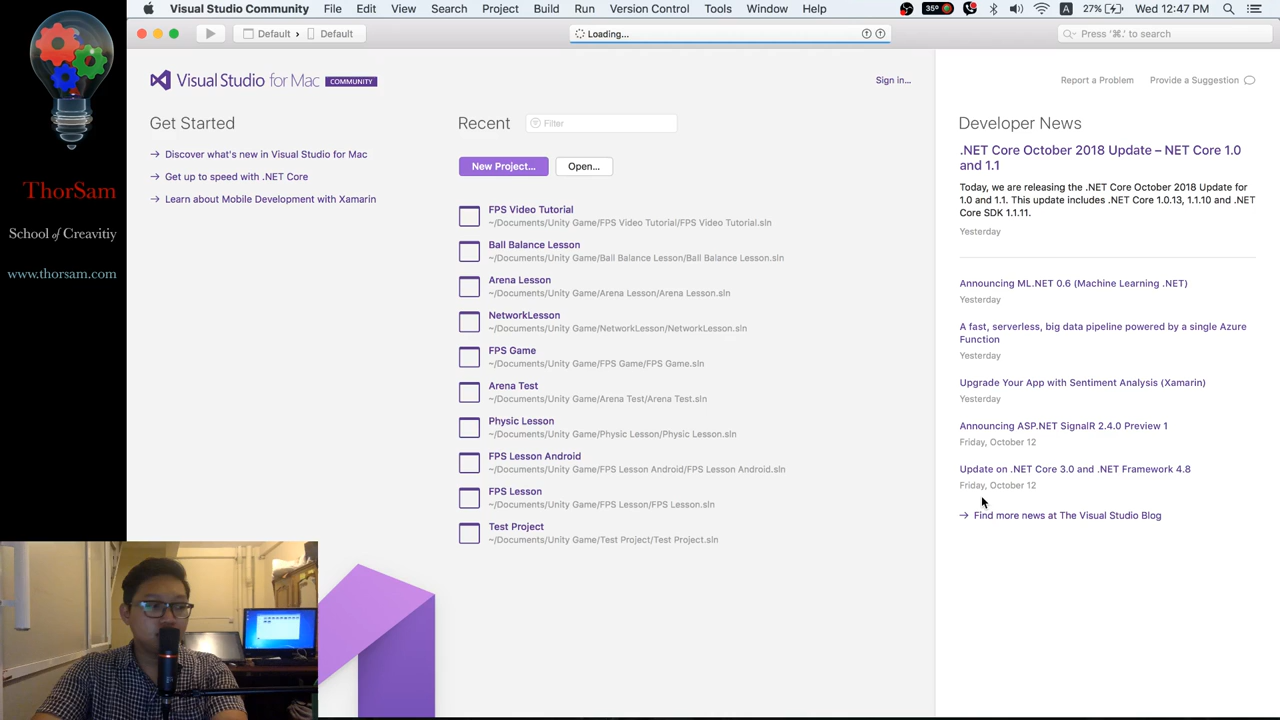 Visual Studio Community File Edit View Search Project Build Run Version Control Tools Window Help 35° A 27% Wed 12:47 PM
Default › Default Loading... Press '⌘.' to search
Visual Studio for Mac COMMUNITY
Sign in...
Report a Problem Provide a Suggestion
ThorSam
School of Creavitiy
www.thorsam.com
Get Started
→ Discover what's new in Visual Studio for Mac
→ Get up to speed with .NET Core
→ Learn about Mobile Development with Xamarin
Recent Filter
New Project... Open...
FPS Video Tutorial
~/Documents/Unity Game/FPS Video Tutorial/FPS Video Tutorial.sln
Ball Balance Lesson
~/Documents/Unity Game/Ball Balance Lesson/Ball Balance Lesson.sln
Arena Lesson
~/Documents/Unity Game/Arena Lesson/Arena Lesson.sln
NetworkLesson
~/Documents/Unity Game/NetworkLesson/NetworkLesson.sln
FPS Game
~/Documents/Unity Game/FPS Game/FPS Game.sln
Arena Test
~/Documents/Unity Game/Arena Test/Arena Test.sln
Physic Lesson
~/Documents/Unity Game/Physic Lesson/Physic Lesson.sln
FPS Lesson Android
~/Documents/Unity Game/FPS Lesson Android/FPS Lesson Android.sln
FPS Lesson
~/Documents/Unity Game/FPS Lesson/FPS Lesson.sln
Test Project
~/Documents/Unity Game/Test Project/Test Project.sln
Developer News
.NET Core October 2018 Update – NET Core 1.0
and 1.1
Today, we are releasing the .NET Core October 2018 Update for
1.0 and 1.1. This update includes .NET Core 1.0.13, 1.1.10 and .NET
Core SDK 1.1.11.
Yesterday
Announcing ML.NET 0.6 (Machine Learning .NET)
Yesterday
A fast, serverless, big data pipeline powered by a single Azure
Function
Yesterday
Upgrade Your App with Sentiment Analysis (Xamarin)
Yesterday
Announcing ASP.NET SignalR 2.4.0 Preview 1
Friday, October 12
Update on .NET Core 3.0 and .NET Framework 4.8
Friday, October 12
→ Find more news at The Visual Studio Blog